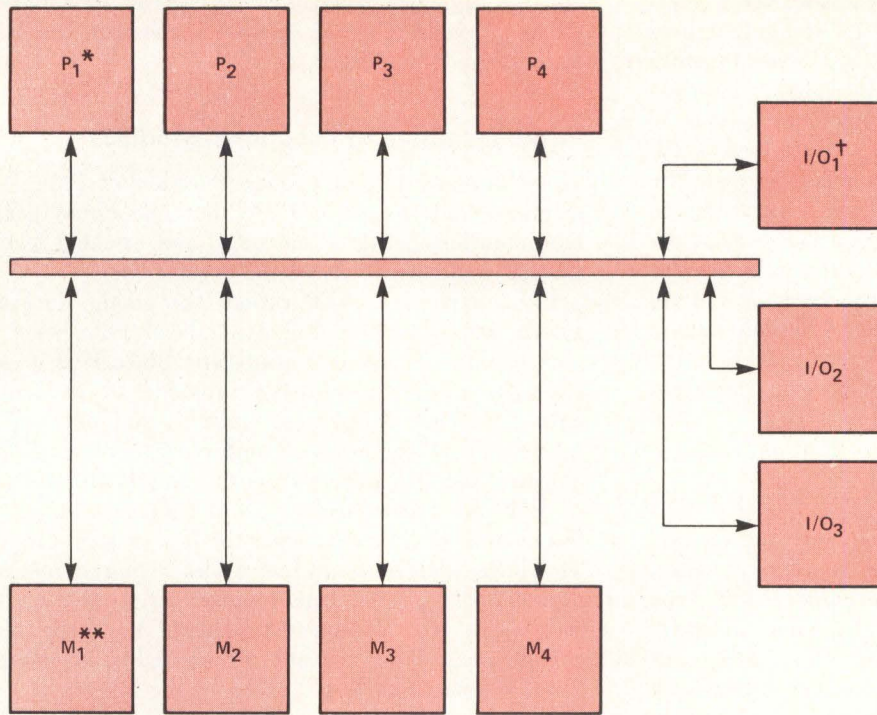 P₁*
P₂
P₃
P₄
I/O₁†
I/O₂
I/O₃
M₁**
M₂
M₃
M₄